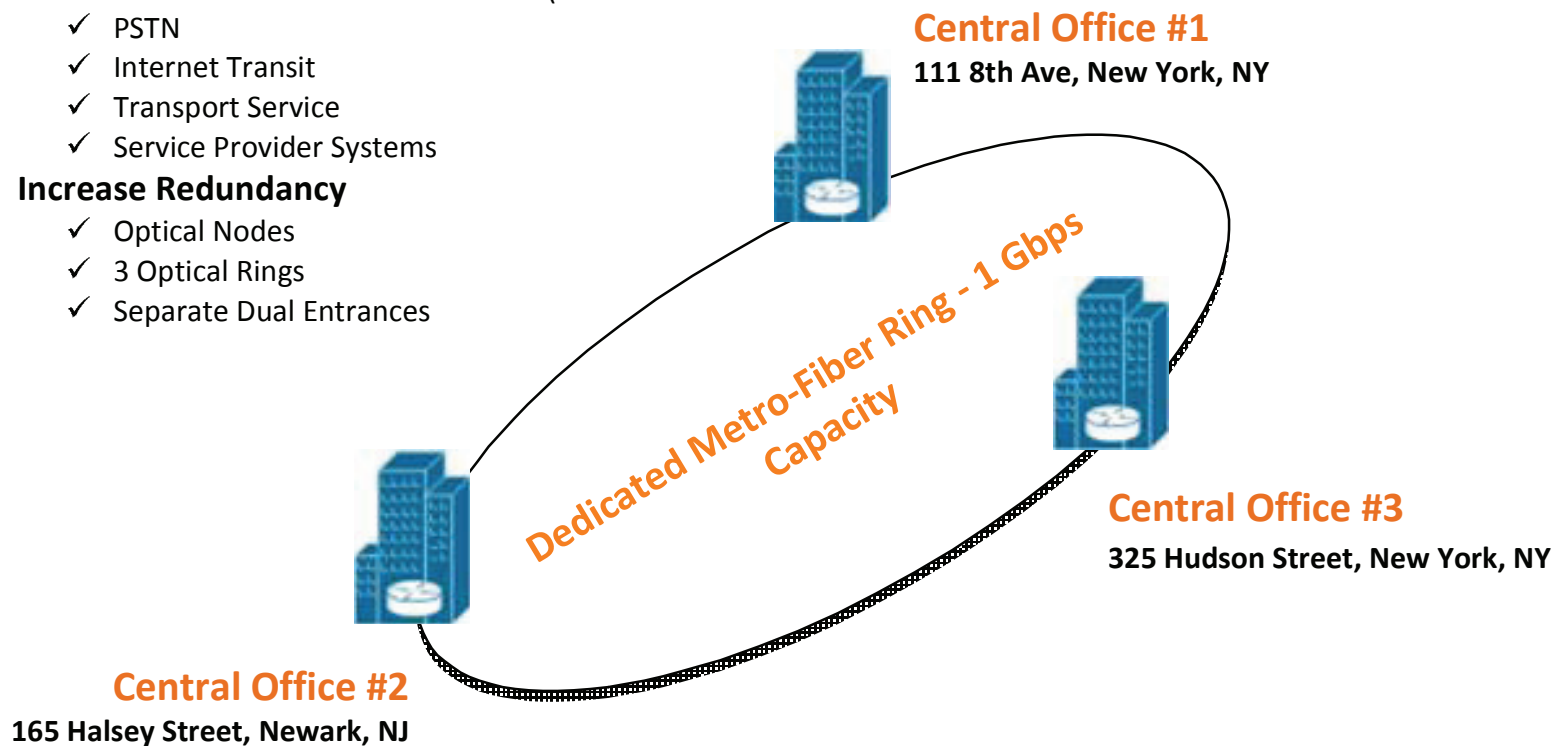 ✓ PSTN
✓ Internet Transit
✓ Transport Service
✓ Service Provider Systems
Increase Redundancy
✓ Optical Nodes
✓ 3 Optical Rings
✓ Separate Dual Entrances
Central Office #1
111 8th Ave, New York, NY
Dedicated Metro-Fiber Ring - 1 Gbps
Capacity
Central Office #3
325 Hudson Street, New York, NY
Central Office #2
165 Halsey Street, Newark, NJ